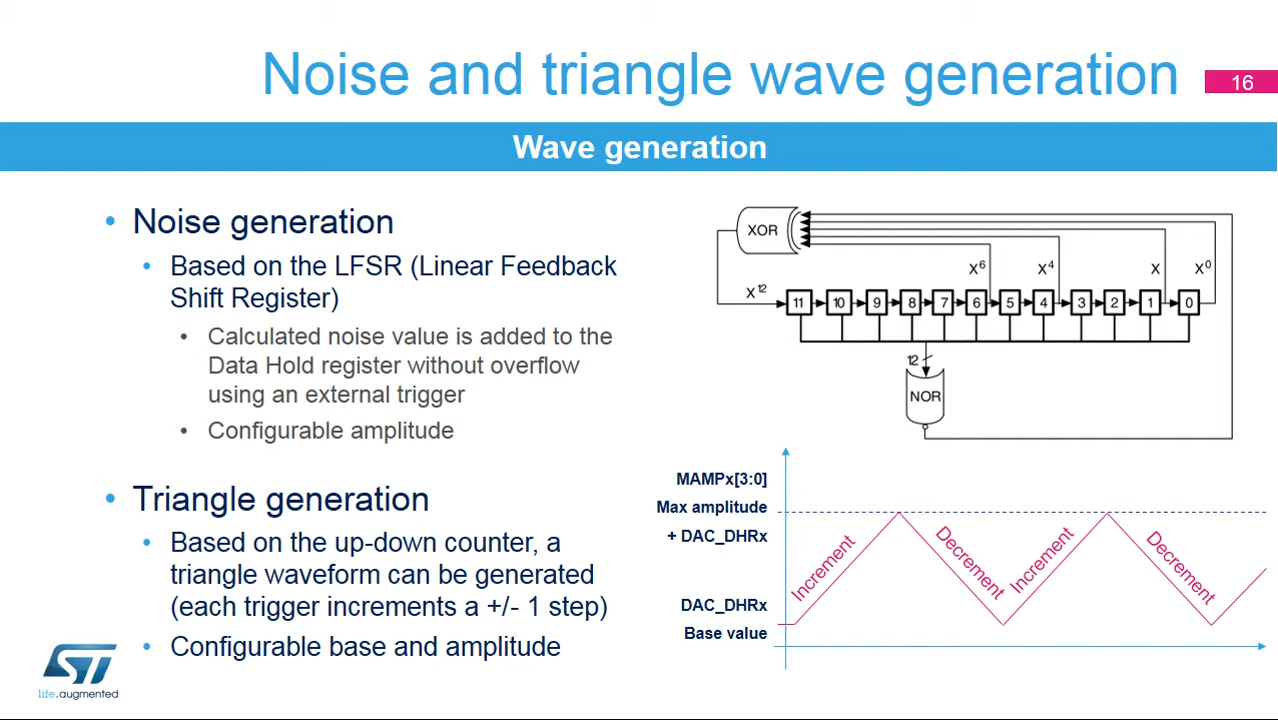 Noise and triangle wave generation
16
Wave generation
• Noise generation
• Based on the LFSR (Linear Feedback
Shift Register)
• Calculated noise value is added to the
Data Hold register without overflow
using an external trigger
• Configurable amplitude
• Triangle generation
• Based on the up-down counter, a
triangle waveform can be generated
(each trigger increments a +/- 1 step)
• Configurable base and amplitude
XOR
X6 X4 X X0
X12
11 10 9 8 7 6 5 4 3 2 1 0
12
NOR
MAMPx[3:0]
Max amplitude
+ DAC_DHRx
DAC_DHRx
Base value
Increment
Decrement
Increment
Decrement
ST
life.augmented